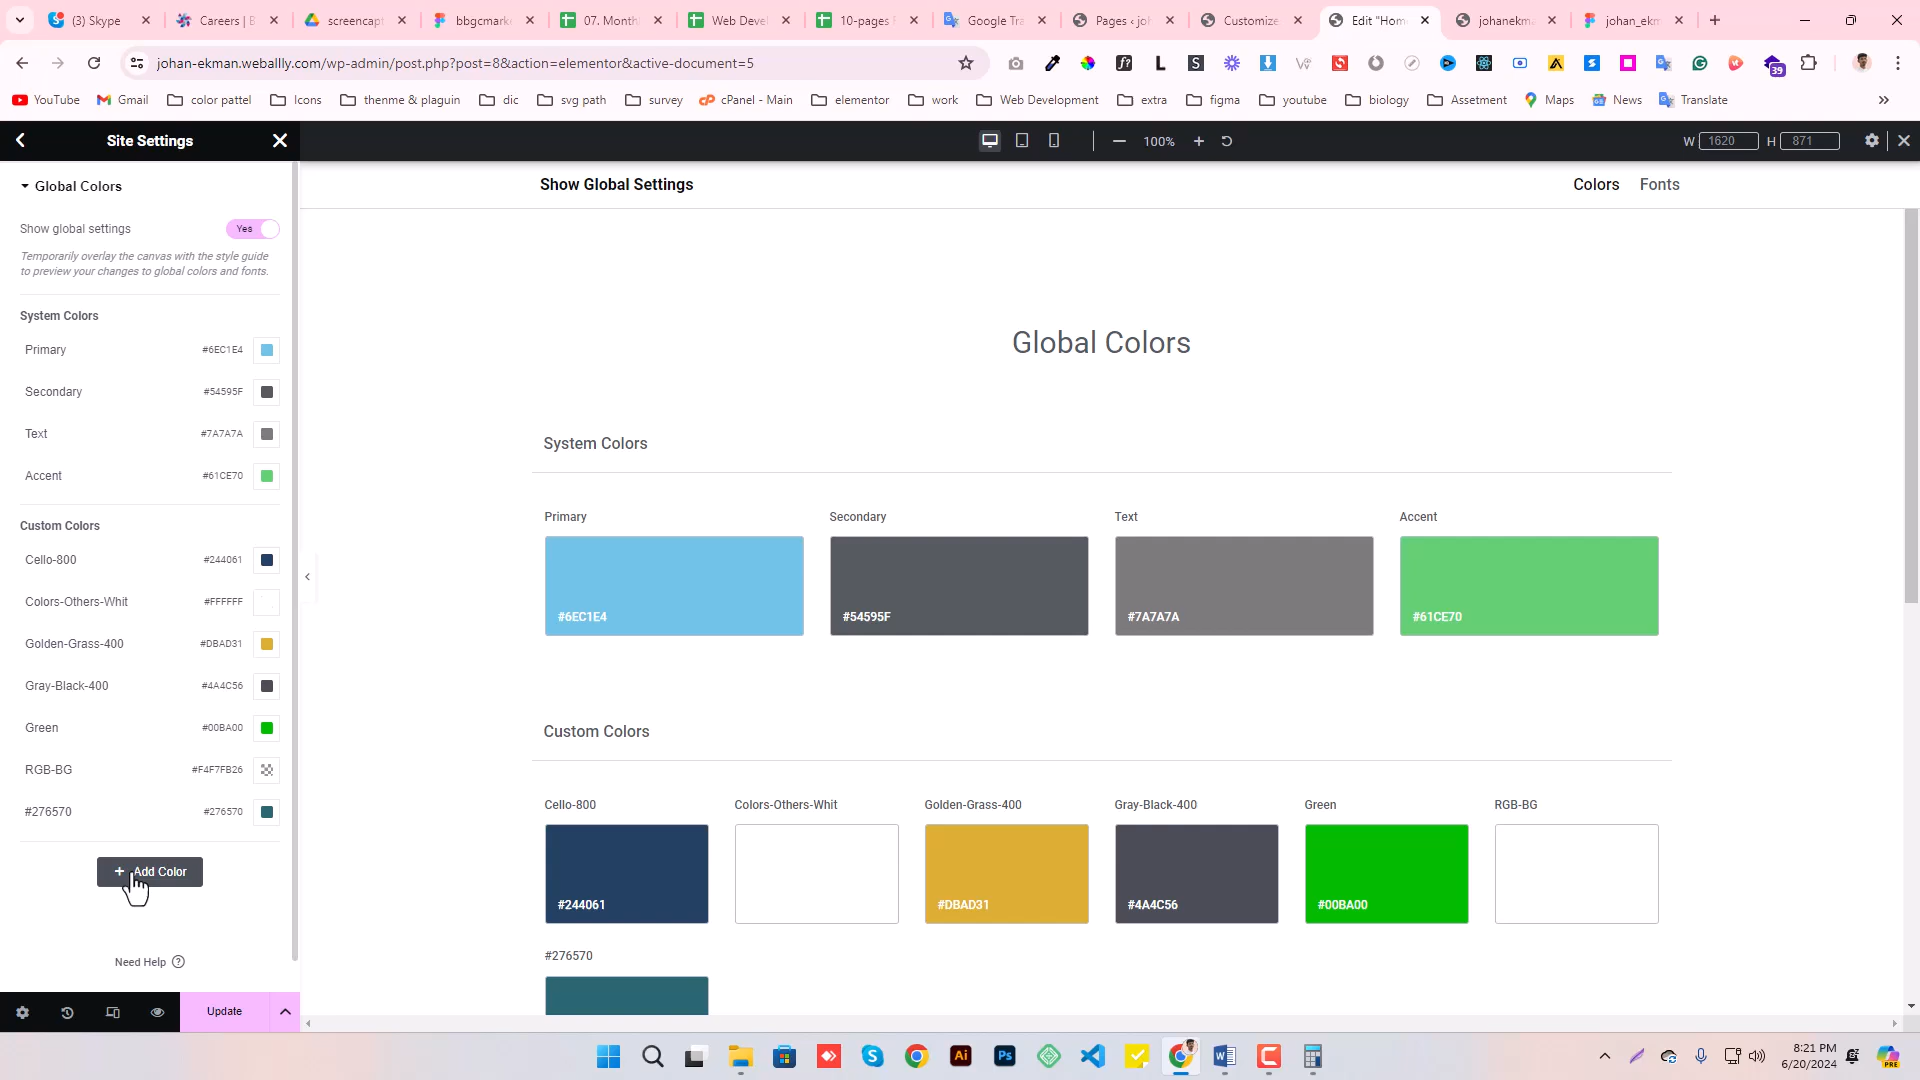 (3) Skype
Careers | B
screencapt
bbgcmarke
07. Month
Web Devel
10-pages F
Google Tra
Pages ‹ joh
Customize
Edit "Hom
johanekma
johan_ekm
johan-ekman.weballly.com/wp-admin/post.php?post=8&action=elementor&active-document=5
39
YouTube
Gmail
color pattel
Icons
thenme & plaguin
dic
svg path
survey
cPanel - Main
elementor
work
Web Development
extra
figma
youtube
biology
Assetment
Maps
News
Translate
Site Settings
100%
W 1620 H 871
Global Colors
Show global settings
Yes
Temporarily overlay the canvas with the style guide
to preview your changes to global colors and fonts.
System Colors
Primary #6EC1E4
Secondary #54595F
Text #7A7A7A
Accent #61CE70
Custom Colors
Cello-800 #244061
Colors-Others-Whit #FFFFFF
Golden-Grass-400 #DBAD31
Gray-Black-400 #4A4C56
Green #00BA00
RGB-BG #F4F7FB26
#276570 #276570
+ Add Color
Need Help
Update
Show Global Settings
Colors Fonts
Global Colors
System Colors
Primary Secondary Text Accent
#6EC1E4 #54595F #7A7A7A #61CE70
Custom Colors
Cello-800 Colors-Others-Whit Golden-Grass-400 Gray-Black-400 Green RGB-BG
#244061 #DBAD31 #4A4C56 #00BA00
#276570
8:21 PM
6/20/2024